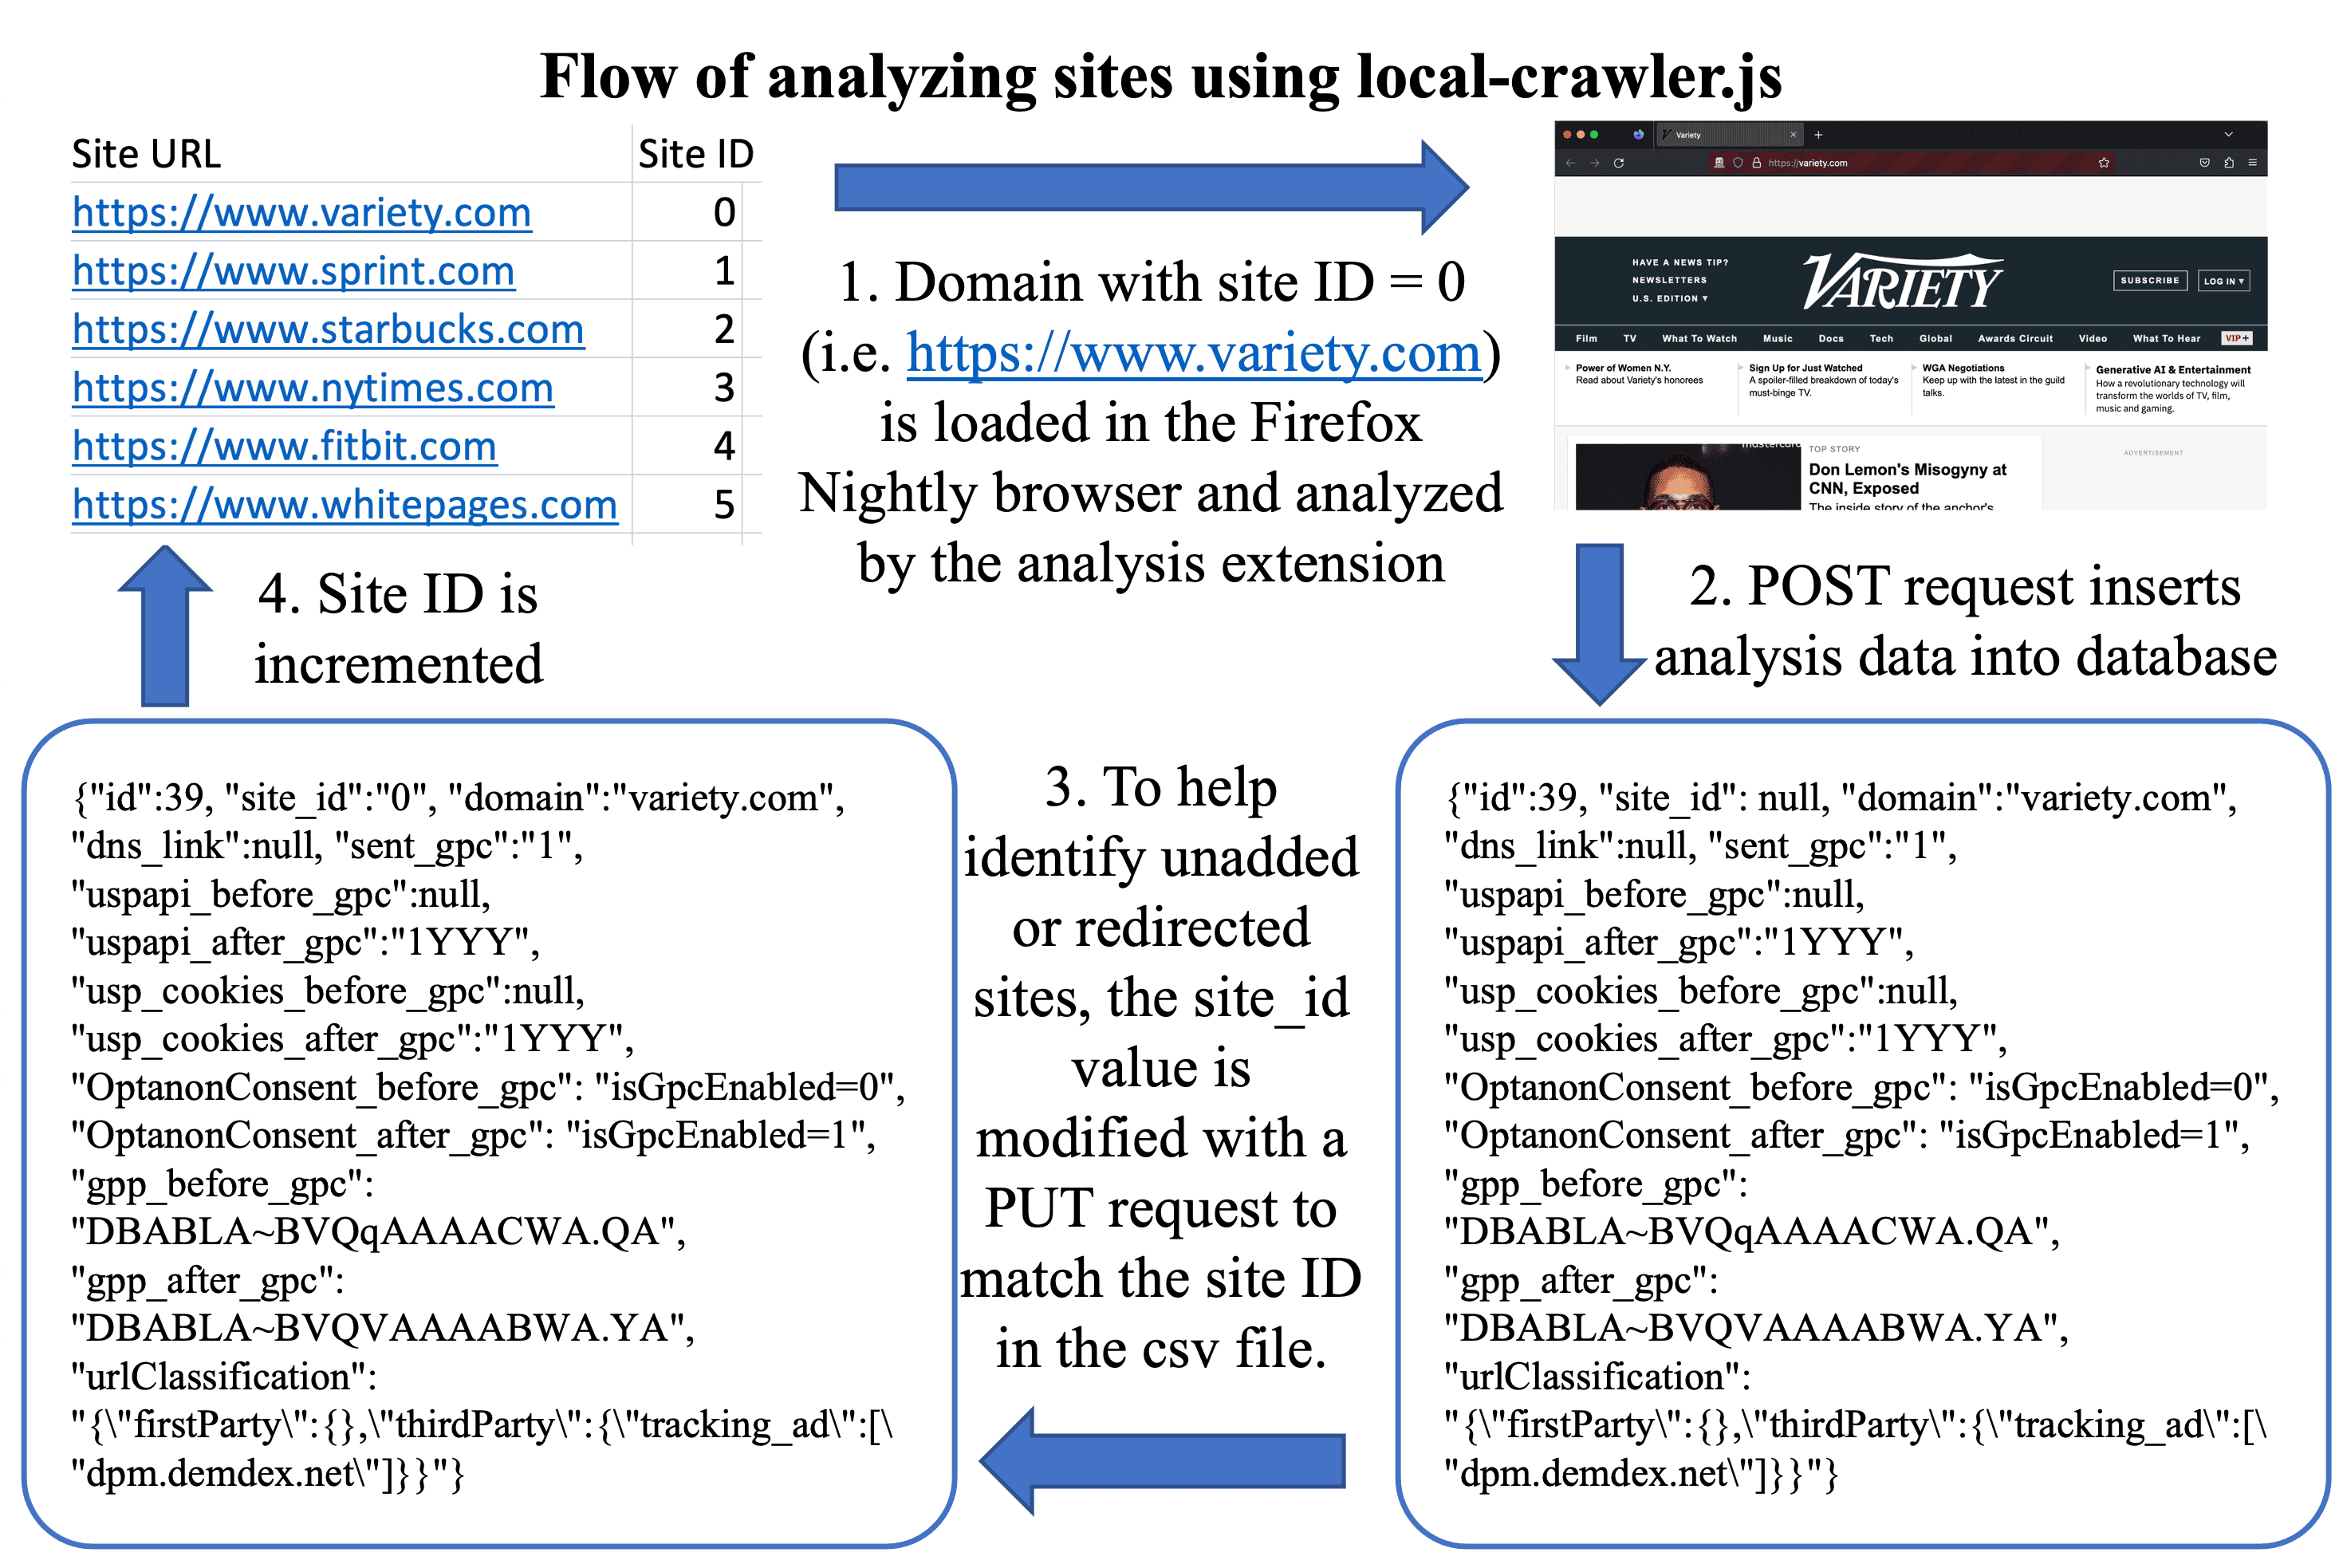 Flow of analyzing sites using local-crawler.js
Site URL Site ID
https://www.variety.com 0
https://www.sprint.com 1
https://www.starbucks.com 2
https://www.nytimes.com 3
https://www.fitbit.com 4
https://www.whitepages.com 5
1. Domain with site ID = 0
(i.e. https://www.variety.com)
is loaded in the Firefox
Nightly browser and analyzed
by the analysis extension
Variety
https://variety.com
HAVE A NEWS TIP?
NEWSLETTERS
U.S. EDITION ▾
VARIETY
SUBSCRIBE
LOG IN ▾
Film TV What To Watch Music Docs Tech Global Awards Circuit Video What To Hear VIP+
Power of Women N.Y.
Read about Variety's honorees
Sign Up for Just Watched
A spoiler-filled breakdown of today's
must-binge TV.
WGA Negotiations
Keep up with the latest in the guild
talks.
Generative AI & Entertainment
How a revolutionary technology will
transform the worlds of TV, film,
music and gaming.
TOP STORY
Don Lemon's Misogyny at
CNN, Exposed
The inside story of the anchor's
ADVERTISEMENT
2. POST request inserts
analysis data into database
{"id":39, "site_id": null, "domain":"variety.com",
"dns_link":null, "sent_gpc":"1",
"uspapi_before_gpc":null,
"uspapi_after_gpc":"1YYY",
"usp_cookies_before_gpc":null,
"usp_cookies_after_gpc":"1YYY",
"OptanonConsent_before_gpc": "isGpcEnabled=0",
"OptanonConsent_after_gpc": "isGpcEnabled=1",
"gpp_before_gpc":
"DBABLA~BVQqAAAACWA.QA",
"gpp_after_gpc":
"DBABLA~BVQVAAAABWA.YA",
"urlClassification":
"{\"firstParty\":{},\"thirdParty\":{\"tracking_ad\":[\
"dpm.demdex.net\"]}}"}
3. To help
identify unadded
or redirected
sites, the site_id
value is
modified with a
PUT request to
match the site ID
in the csv file.
{"id":39, "site_id":"0", "domain":"variety.com",
"dns_link":null, "sent_gpc":"1",
"uspapi_before_gpc":null,
"uspapi_after_gpc":"1YYY",
"usp_cookies_before_gpc":null,
"usp_cookies_after_gpc":"1YYY",
"OptanonConsent_before_gpc": "isGpcEnabled=0",
"OptanonConsent_after_gpc": "isGpcEnabled=1",
"gpp_before_gpc":
"DBABLA~BVQqAAAACWA.QA",
"gpp_after_gpc":
"DBABLA~BVQVAAAABWA.YA",
"urlClassification":
"{\"firstParty\":{},\"thirdParty\":{\"tracking_ad\":[\
"dpm.demdex.net\"]}}"}
4. Site ID is
incremented